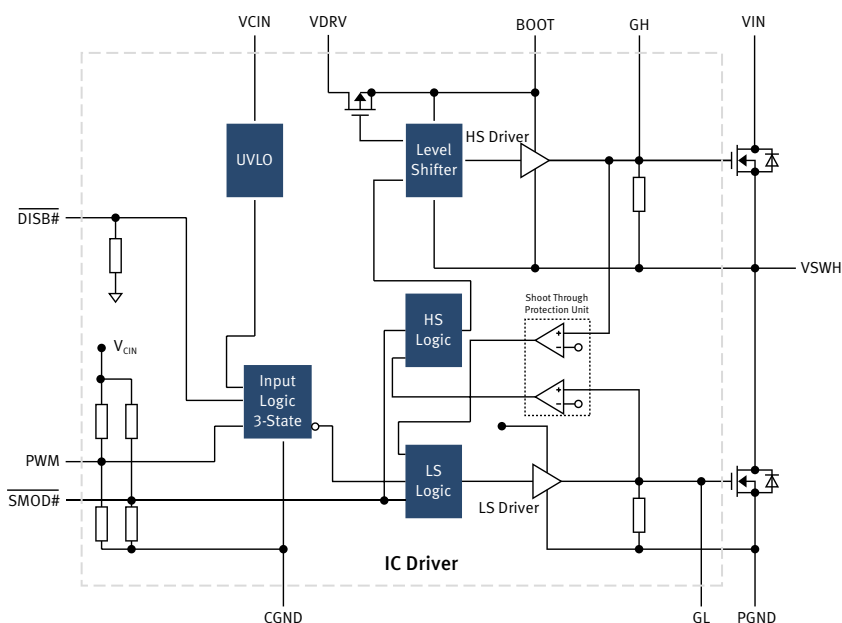 VCIN
VDRV
BOOT
GH
VIN
UVLO
Level
Shifter
HS Driver
DISB#
VSWH
HS
Logic
Shoot Through
Protection Unit
+
−
+
−
VCIN
Input
Logic
3-State
PWM
SMOD#
LS
Logic
LS Driver
IC Driver
CGND
GL
PGND